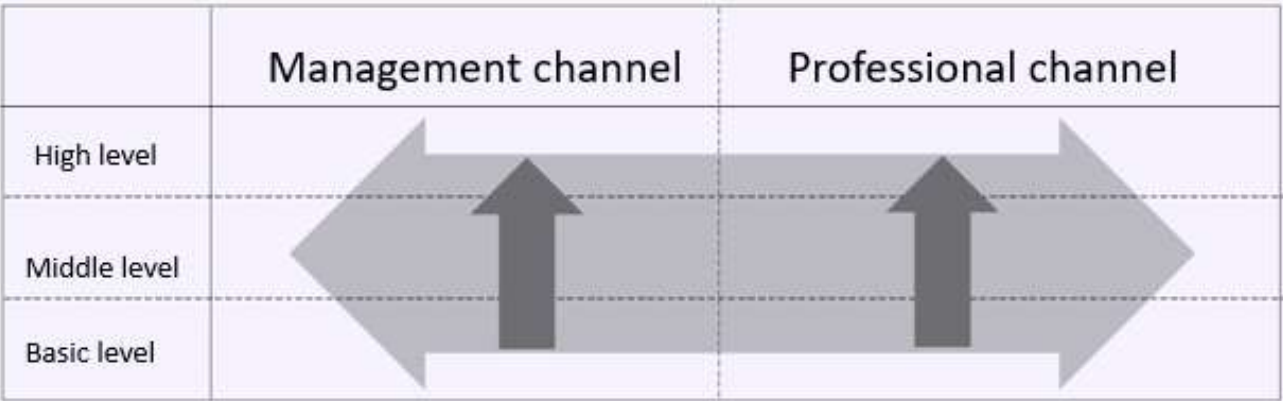 Management channel
Professional channel
High level
Middle level
Basic level